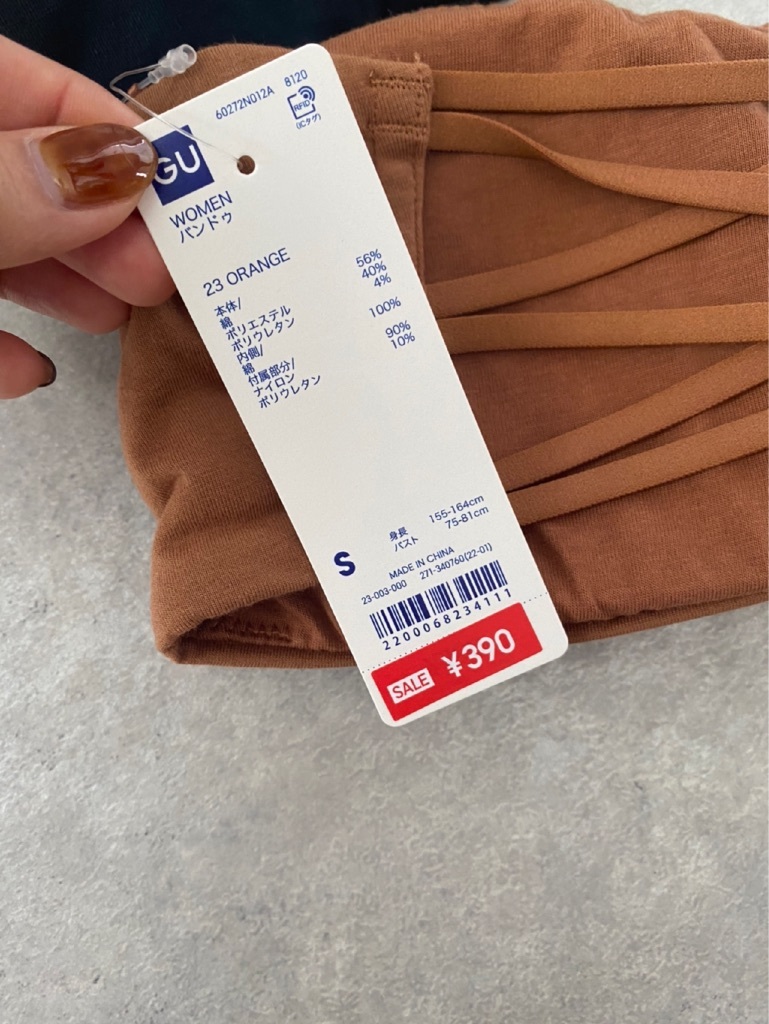 60272N012A 8120
RFID
(ICタグ)
GU
WOMEN
バンドゥ
23 ORANGE
本体/
綿 56%
ポリエステル 40%
ポリウレタン 4%
内側/
綿 100%
付属部分/
ナイロン 90%
ポリウレタン 10%
S
身長 155-164cm
バスト 75-81cm
MADE IN CHINA
23-003-000 271-340760(22-01)
2200068234111
SALE ¥390